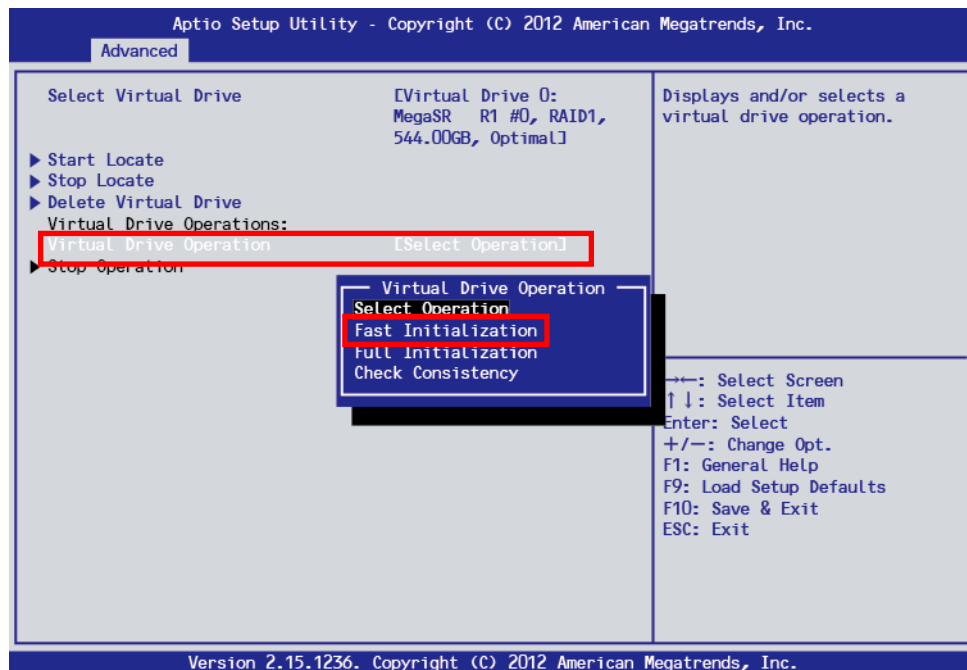 Aptio Setup Utility - Copyright (C) 2012 American Megatrends, Inc.
Advanced
Select Virtual Drive
[Virtual Drive 0:
MegaSR R1 #0, RAID1,
544.00GB, Optimal]
▶ Start Locate
▶ Stop Locate
▶ Delete Virtual Drive
Virtual Drive Operations:
Virtual Drive Operation [Select Operation]
▶ Stop Operation
Virtual Drive Operation
Select Operation
Fast Initialization
Full Initialization
Check Consistency
Displays and/or selects a
virtual drive operation.
→←: Select Screen
↑↓: Select Item
Enter: Select
+/-: Change Opt.
F1: General Help
F9: Load Setup Defaults
F10: Save & Exit
ESC: Exit
Version 2.15.1236. Copyright (C) 2012 American Megatrends, Inc.